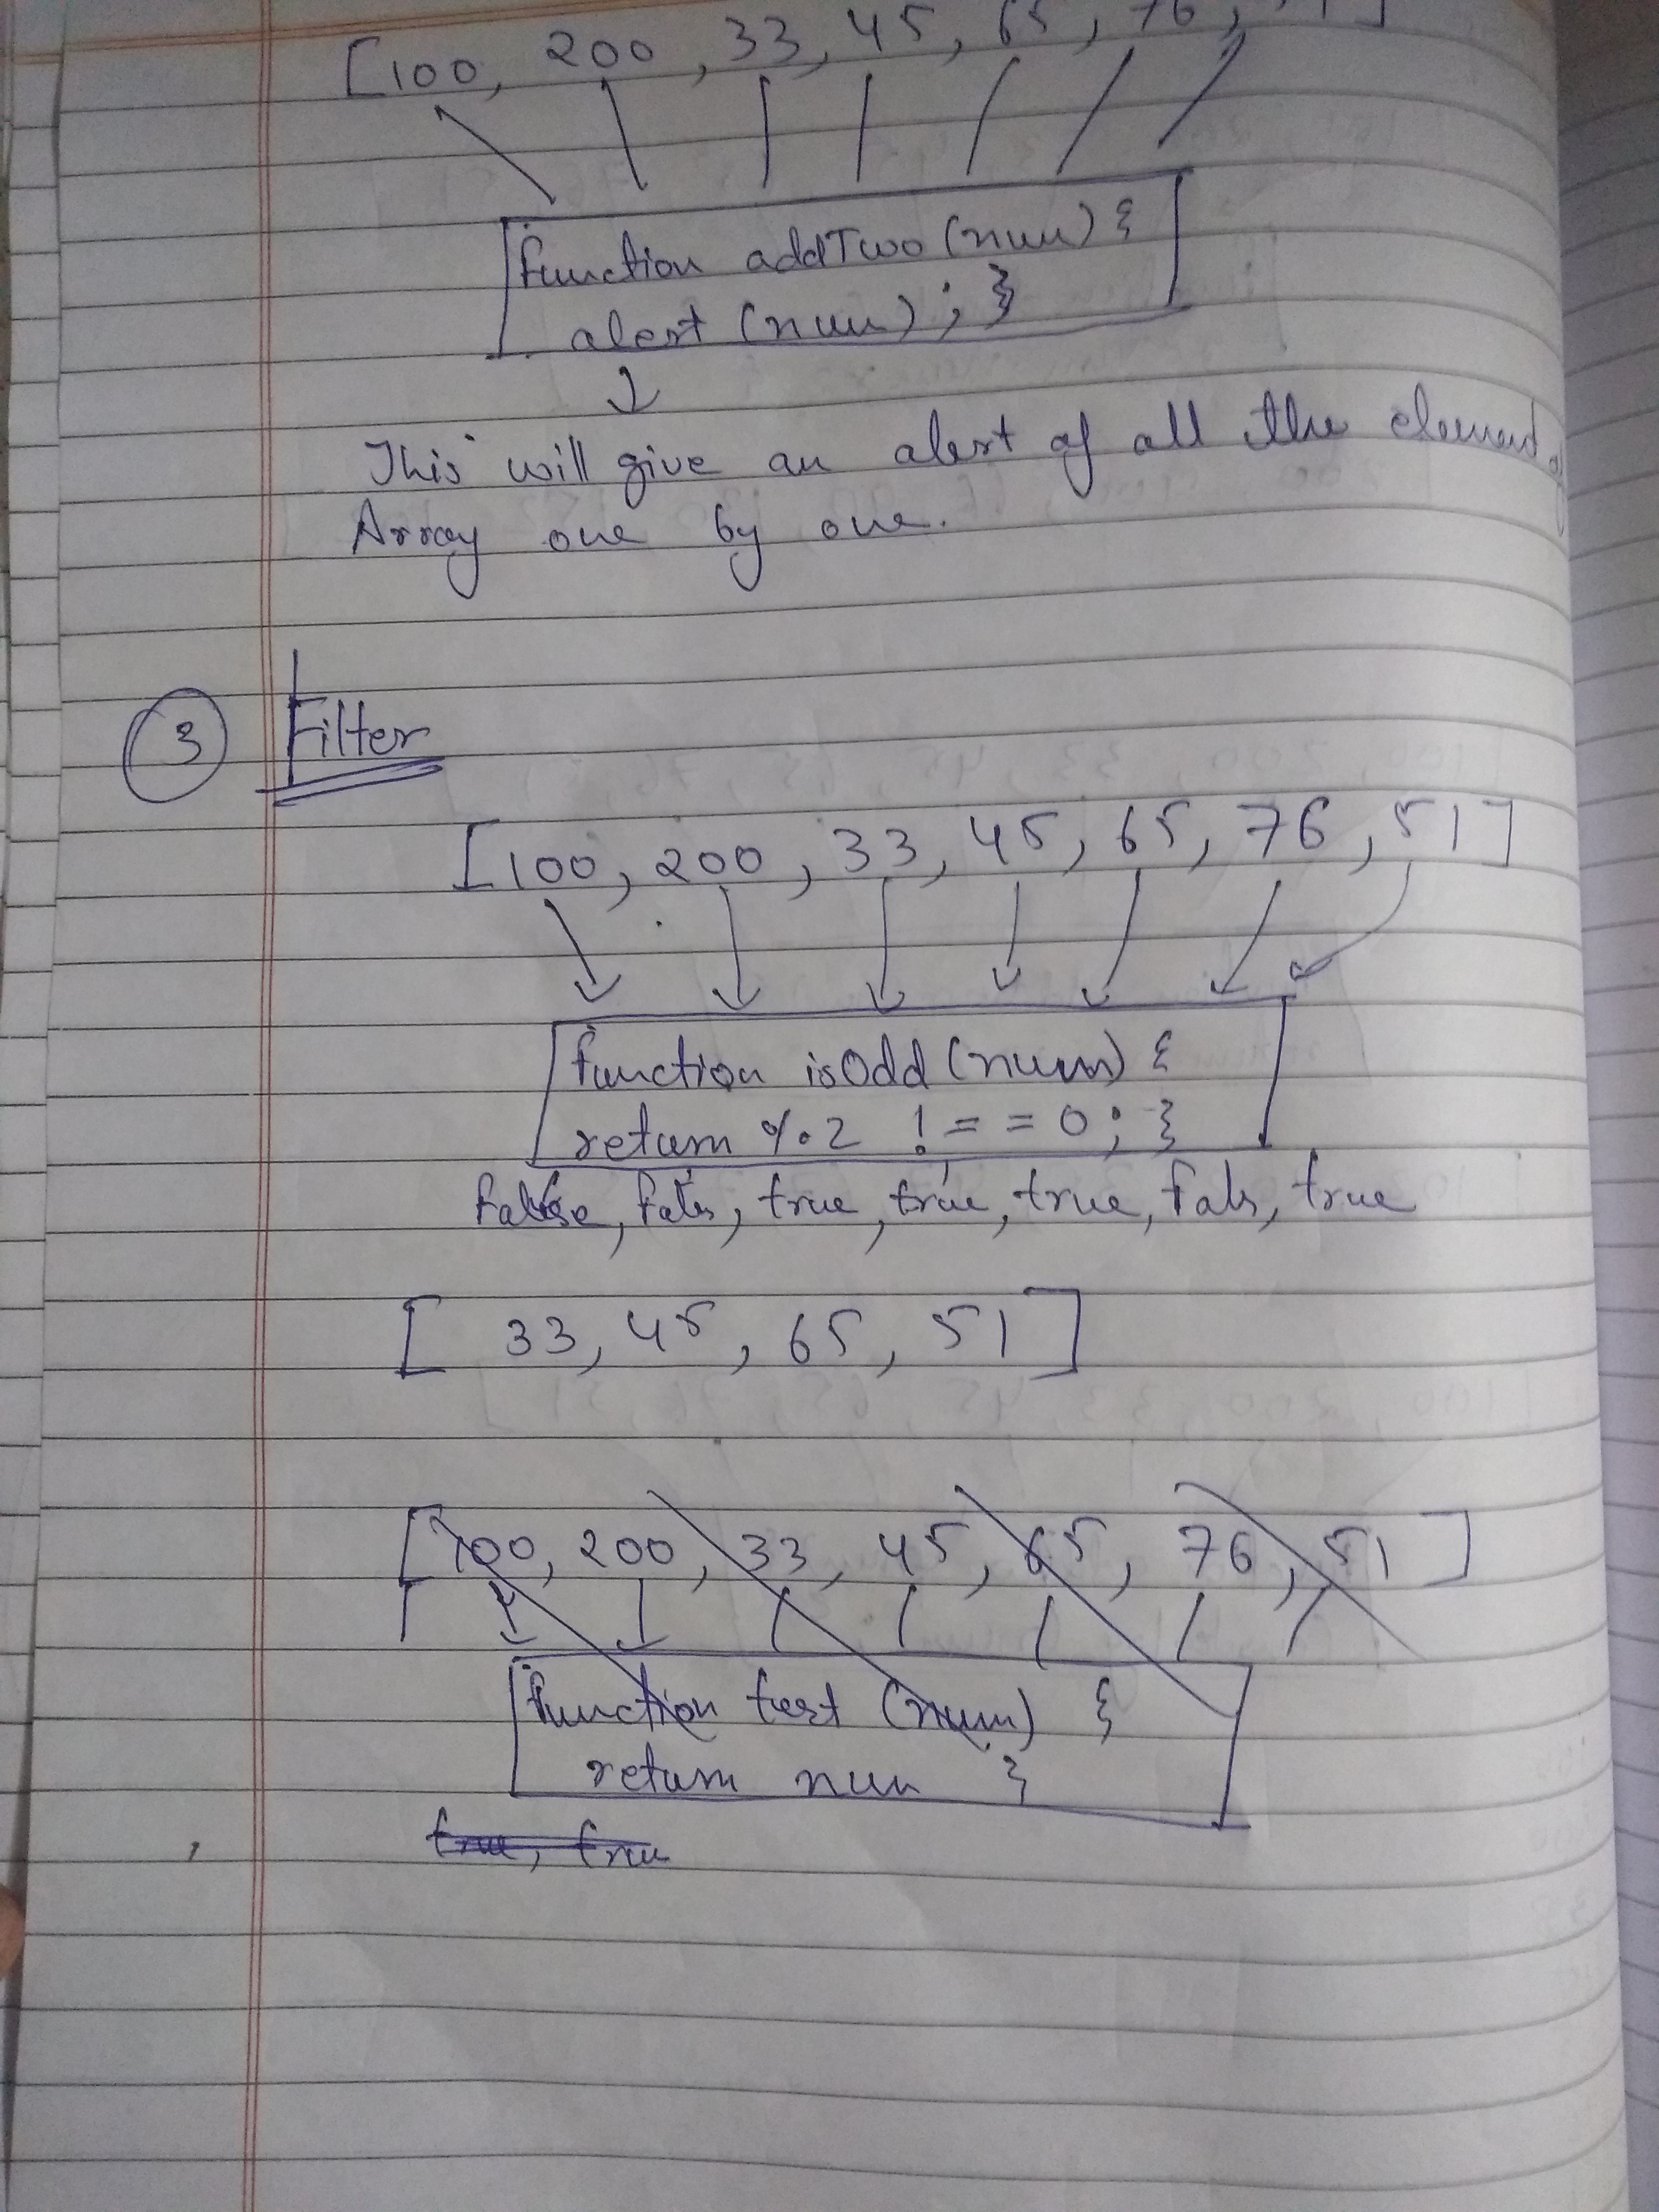 [100, 200, 33, 45, 65, 76,
function addTwo (num) {
alert (num) ; }
This will give an alert of all the element
Array one by one.
3 Filter
[100, 200, 33, 45, 65, 76, 51]
function isOdd (num) {
return %2 !== 0; }
False, Fals, true, true, true, Fals, true
[ 33, 45, 65, 51]
[100, 200, 33, 45, 65, 76, 51]
function test (num) {
return num }
true, true